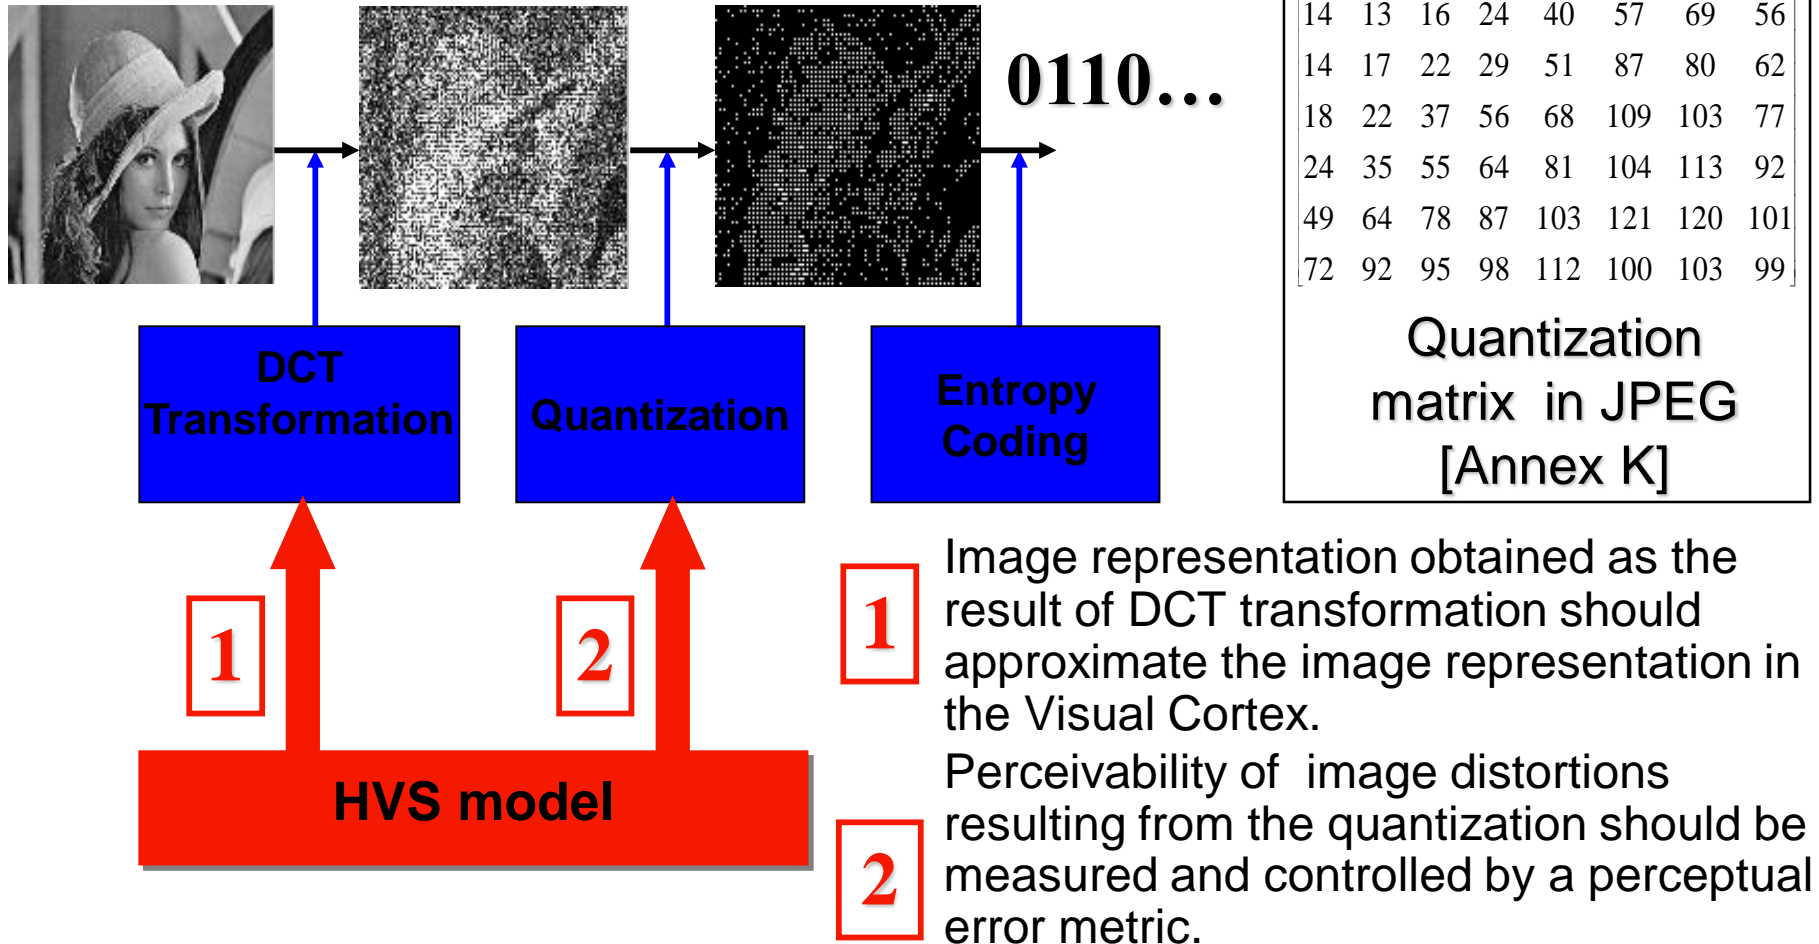 0110...
14 13 16 24 40 57 69 56
14 17 22 29 51 87 80 62
18 22 37 56 68 109 103 77
24 35 55 64 81 104 113 92
49 64 78 87 103 121 120 101
72 92 95 98 112 100 103 99
Quantization
matrix in JPEG
[Annex K]
DCT
Transformation
Quantization
Entropy
Coding
1
2
HVS model
1
Image representation obtained as the
result of DCT transformation should
approximate the image representation in
the Visual Cortex.
2
Perceivability of image distortions
resulting from the quantization should be
measured and controlled by a perceptual
error metric.